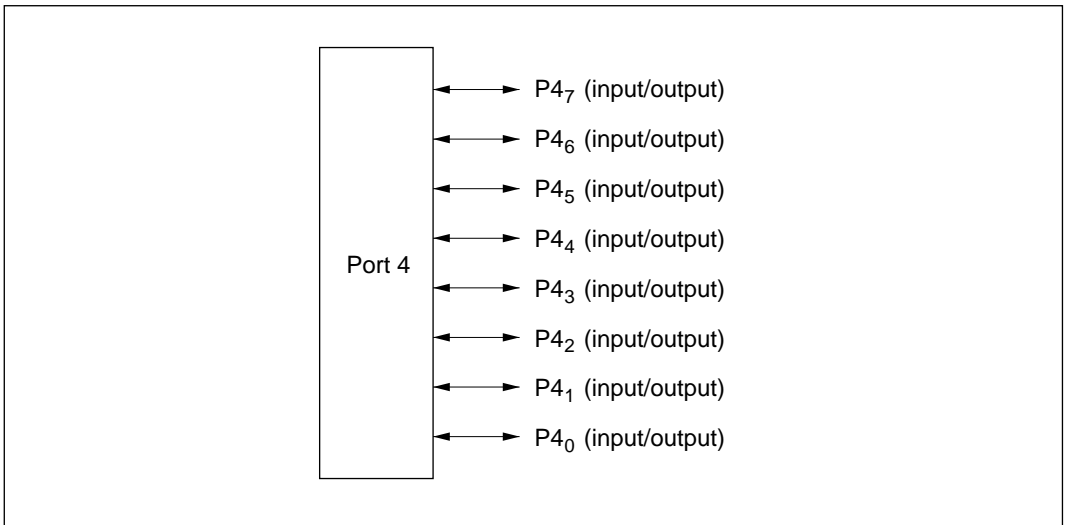 P4₇ (input/output)
P4₆ (input/output)
P4₅ (input/output)
P4₄ (input/output)
Port 4
P4₃ (input/output)
P4₂ (input/output)
P4₁ (input/output)
P4₀ (input/output)